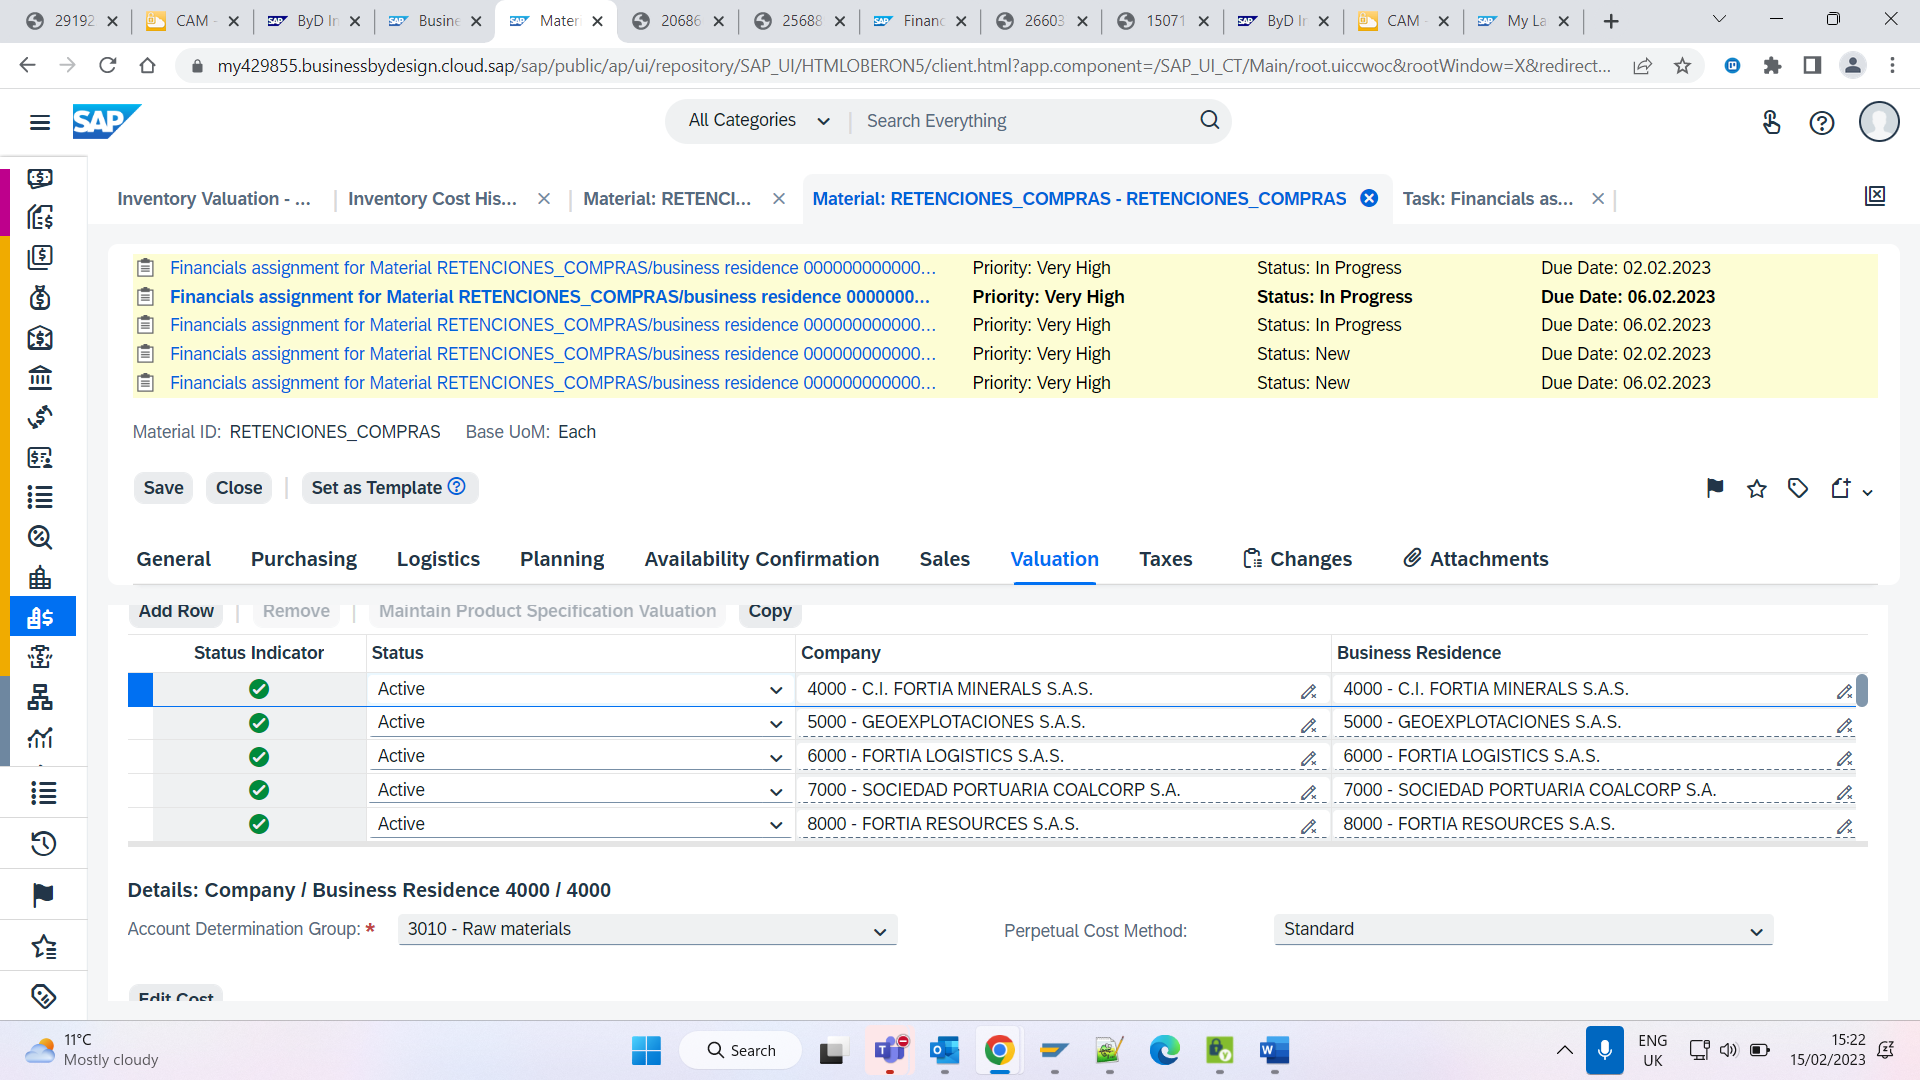 29192
CAM -
ByD In
Busine
Mater
20686
25688
Financ
26603
15071
ByD In
CAM -
My La
my429855.businessbydesign.cloud.sap/sap/public/ap/ui/repository/SAP_UI/HTMLOBERON5/client.html?app.component=/SAP_UI_CT/Main/root.uiccwoc&rootWindow=X&redirect...
SAP
All Categories
Search Everything
Inventory Valuation - ...
Inventory Cost His...
Material: RETENCI...
Material: RETENCIONES_COMPRAS - RETENCIONES_COMPRAS
Task: Financials as...
Financials assignment for Material RETENCIONES_COMPRAS/business residence 000000000000... Priority: Very High Status: In Progress Due Date: 02.02.2023
Financials assignment for Material RETENCIONES_COMPRAS/business residence 0000000... Priority: Very High Status: In Progress Due Date: 06.02.2023
Financials assignment for Material RETENCIONES_COMPRAS/business residence 000000000000... Priority: Very High Status: In Progress Due Date: 06.02.2023
Financials assignment for Material RETENCIONES_COMPRAS/business residence 000000000000... Priority: Very High Status: New Due Date: 02.02.2023
Financials assignment for Material RETENCIONES_COMPRAS/business residence 000000000000... Priority: Very High Status: New Due Date: 06.02.2023
Material ID: RETENCIONES_COMPRAS Base UoM: Each
Save Close Set as Template
General Purchasing Logistics Planning Availability Confirmation Sales Valuation Taxes Changes Attachments
Add Row Remove Maintain Product Specification Valuation Copy
Status Indicator Status Company Business Residence
Active 4000 - C.I. FORTIA MINERALS S.A.S. 4000 - C.I. FORTIA MINERALS S.A.S.
Active 5000 - GEOEXPLOTACIONES S.A.S. 5000 - GEOEXPLOTACIONES S.A.S.
Active 6000 - FORTIA LOGISTICS S.A.S. 6000 - FORTIA LOGISTICS S.A.S.
Active 7000 - SOCIEDAD PORTUARIA COALCORP S.A. 7000 - SOCIEDAD PORTUARIA COALCORP S.A.
Active 8000 - FORTIA RESOURCES S.A.S. 8000 - FORTIA RESOURCES S.A.S.
Details: Company / Business Residence 4000 / 4000
Account Determination Group: * 3010 - Raw materials Perpetual Cost Method: Standard
Edit Cost
11°C
Mostly cloudy
Search
ENG
UK
15:22
15/02/2023